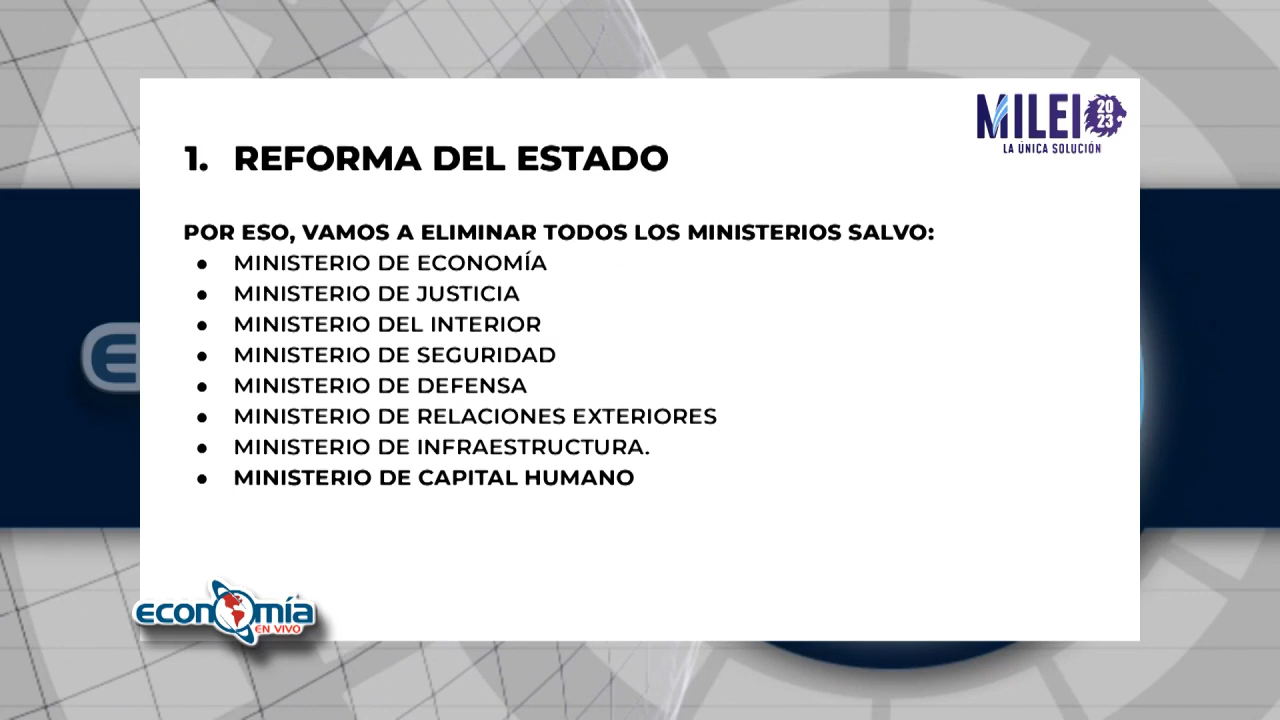 MILEI 2023
LA ÚNICA SOLUCIÓN
1. REFORMA DEL ESTADO
POR ESO, VAMOS A ELIMINAR TODOS LOS MINISTERIOS SALVO:
● MINISTERIO DE ECONOMÍA
● MINISTERIO DE JUSTICIA
● MINISTERIO DEL INTERIOR
● MINISTERIO DE SEGURIDAD
● MINISTERIO DE DEFENSA
● MINISTERIO DE RELACIONES EXTERIORES
● MINISTERIO DE INFRAESTRUCTURA.
● MINISTERIO DE CAPITAL HUMANO
economía
EN VIVO